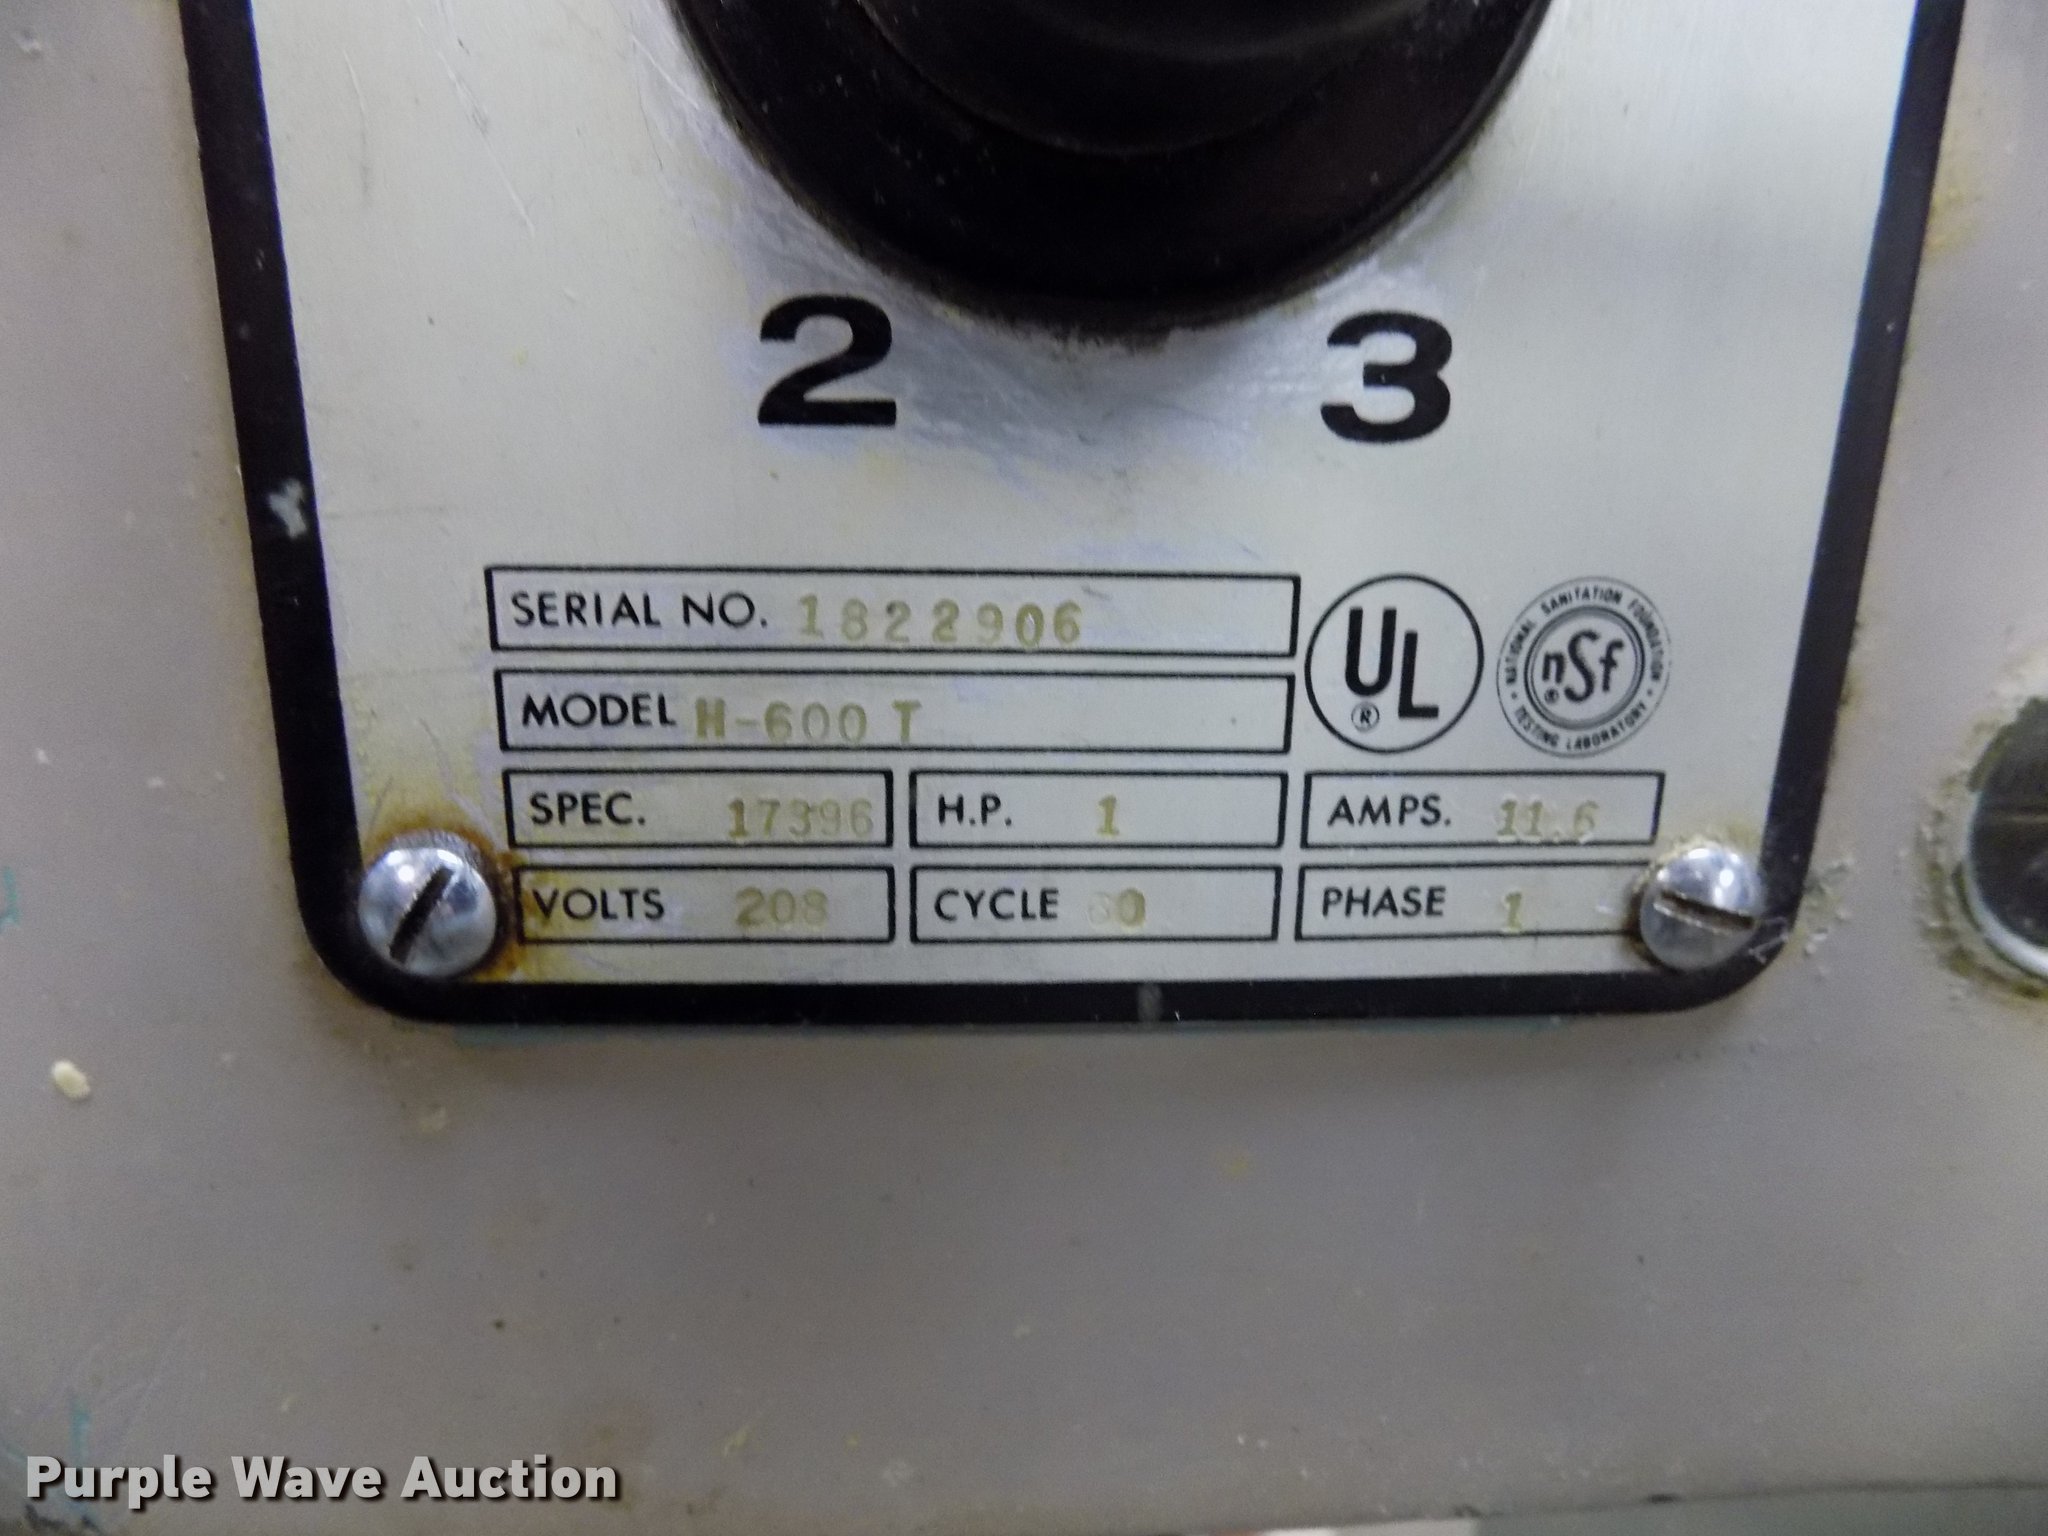 2 3
SERIAL NO. 1822906
MODEL H-600 T
UL
®
NATIONAL SANITATION FOUNDATION
nsf
®
TESTING LABORATORY
SPEC. 17396
H.P. 1
AMPS. 11.6
VOLTS 208
CYCLE 60
PHASE 1
Purple Wave Auction